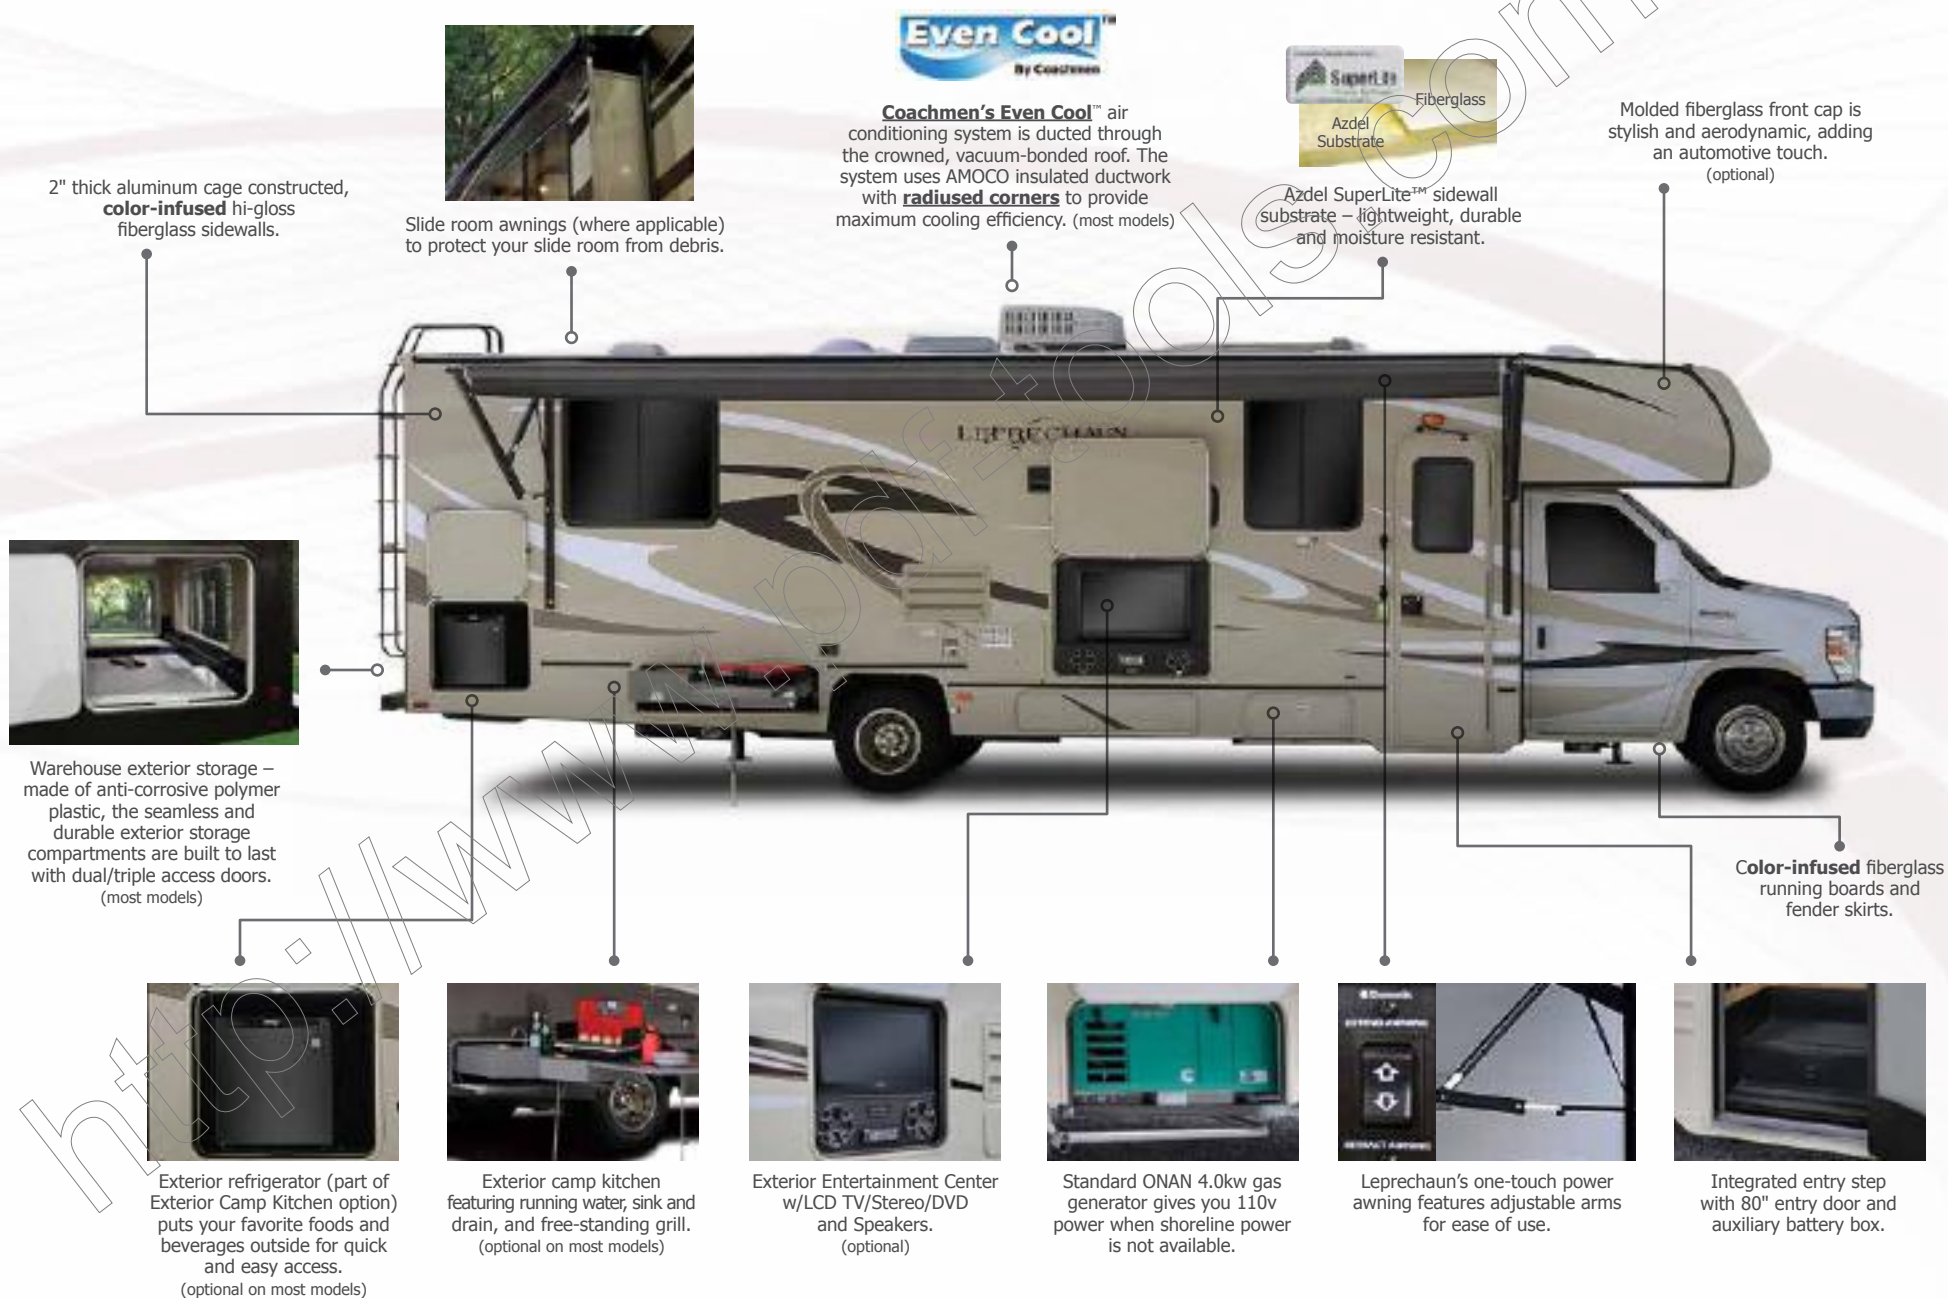 Even Cool™
By Coachmen
SuperLite
Fiberglass
Azdel
Substrate
2" thick aluminum cage constructed,
color-infused hi-gloss
fiberglass sidewalls.
Slide room awnings (where applicable)
to protect your slide room from debris.
Coachmen’s Even Cool™ air
conditioning system is ducted through
the crowned, vacuum-bonded roof. The
system uses AMOCO insulated ductwork
with radiused corners to provide
maximum cooling efficiency. (most models)
Azdel SuperLite™ sidewall
substrate – lightweight, durable
and moisture resistant.
Molded fiberglass front cap is
stylish and aerodynamic, adding
an automotive touch.
(optional)
LEPRECHAUN
Warehouse exterior storage –
made of anti-corrosive polymer
plastic, the seamless and
durable exterior storage
compartments are built to last
with dual/triple access doors.
(most models)
Color-infused fiberglass
running boards and
fender skirts.
EXTEND AWNING
RETRACT AWNING
Exterior refrigerator (part of
Exterior Camp Kitchen option)
puts your favorite foods and
beverages outside for quick
and easy access.
(optional on most models)
Exterior camp kitchen
featuring running water, sink and
drain, and free-standing grill.
(optional on most models)
Exterior Entertainment Center
w/LCD TV/Stereo/DVD
and Speakers.
(optional)
Standard ONAN 4.0kw gas
generator gives you 110v
power when shoreline power
is not available.
Leprechaun’s one-touch power
awning features adjustable arms
for ease of use.
Integrated entry step
with 80" entry door and
auxiliary battery box.
http://www.pdf-tools.com